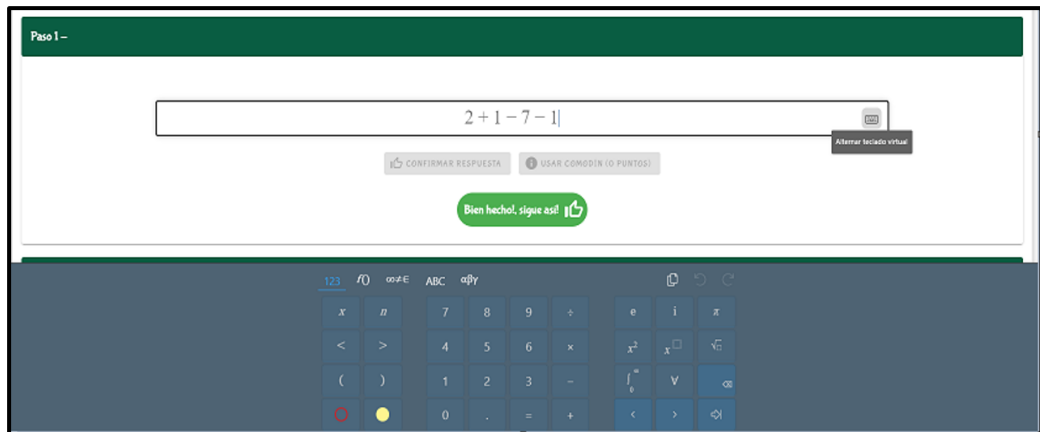 Paso 1 –
2 + 1 − 7 − 1
Alternar teclado virtual
CONFIRMAR RESPUESTA USAR COMODÍN (O PUNTOS)
Bien hecho!, sigue así!
123 f() ∞≠∈ ABC αβγ
x n 7 8 9 ÷ e i π
< > 4 5 6 × x² x□ √□
( ) 1 2 3 − ∫₀^∞ ∀
0 . = + < >